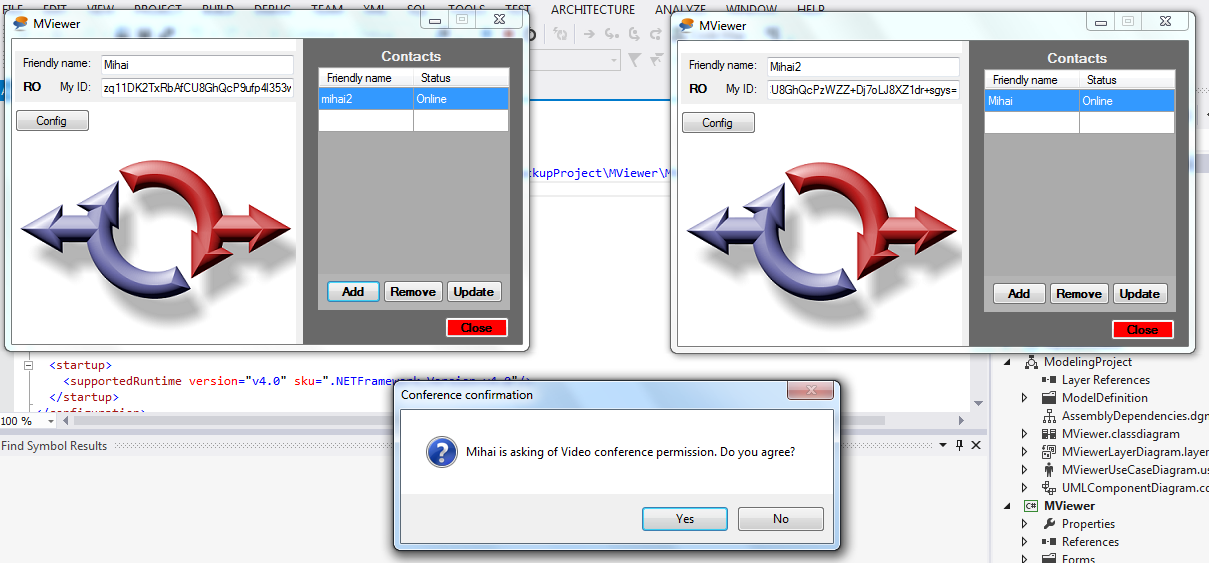 FILE EDIT VIEW PROJECT BUILD DEBUG TEAM XML SQL TOOLS TEST ARCHITECTURE ANALYZE WINDOW HELP
MViewer
Friendly name: Mihai
RO My ID: zq11DK2TxRbAfCU8GhQcP9ufp4l353v
Config
Contacts
Friendly name Status
mihai2 Online
Add Remove Update
Close
MViewer
Friendly name: Mihai2
RO My ID: :U8GhQcPzWZZ+Dj7oLJ8XZ1dr+sgys=
Config
Contacts
Friendly name Status
Mihai Online
Add Remove Update
Close
ckupProject\MViewer\M
<startup>
<supportedRuntime version="v4.0" sku=".NETFramework,Version=v4.0"/>
</startup>
</configuration>
100 %
Find Symbol Results
Conference confirmation
Mihai is asking of Video conference permission. Do you agree?
Yes No
ModelingProject
Layer References
ModelDefinition
AssemblyDependencies.dgm
MViewer.classdiagram
MViewerLayerDiagram.layer
MViewerUseCaseDiagram.us
UMLComponentDiagram.co
C# MViewer
Properties
References
Forms